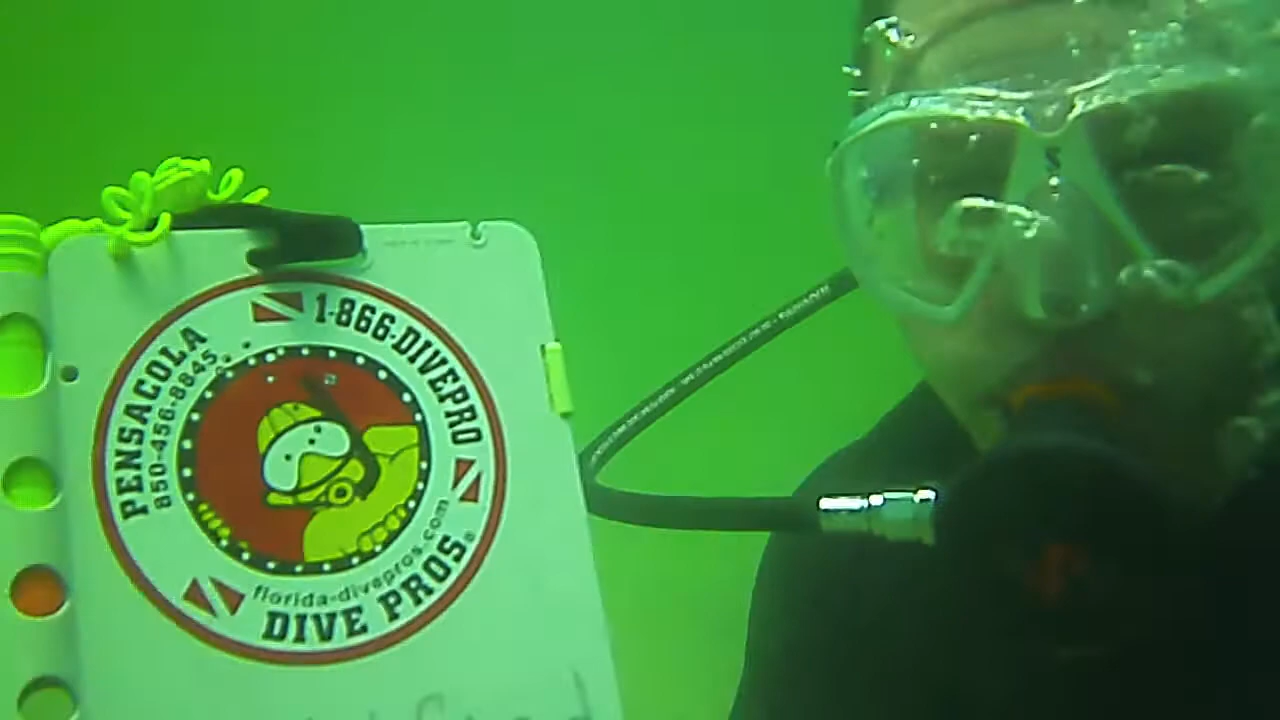 1-866-DIVEPRO
PENSACOLA
850-456-8845
florida-divepros.com
DIVE PROS®